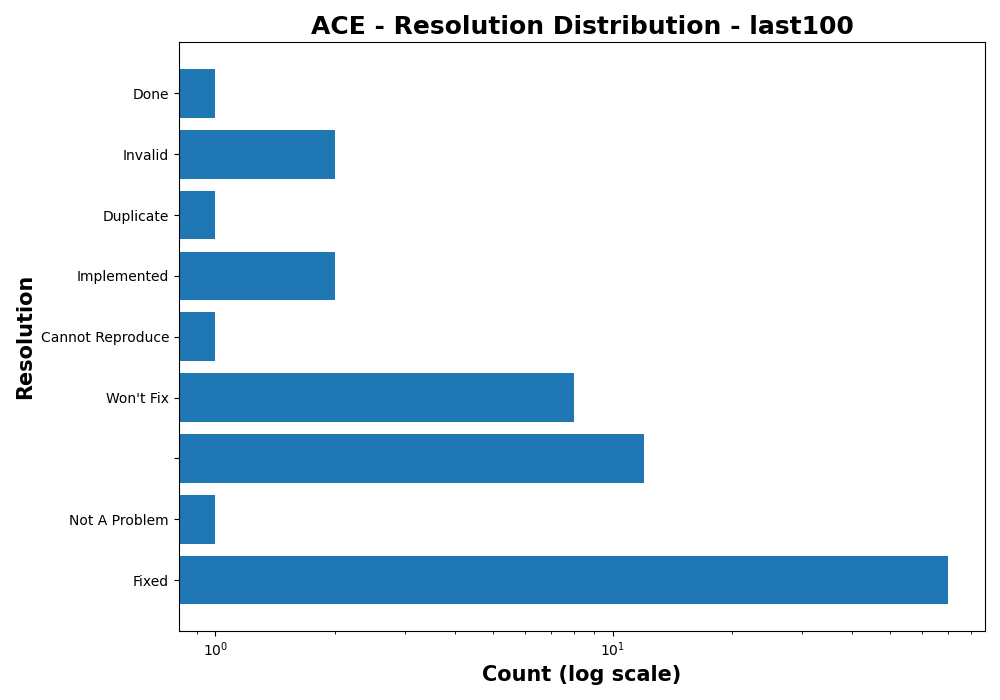 ACE - Resolution Distribution - last100
Done
Invalid
Duplicate
Implemented
Cannot Reproduce
Won't Fix
Not A Problem
Fixed
Resolution
10⁰
10¹
Count (log scale)